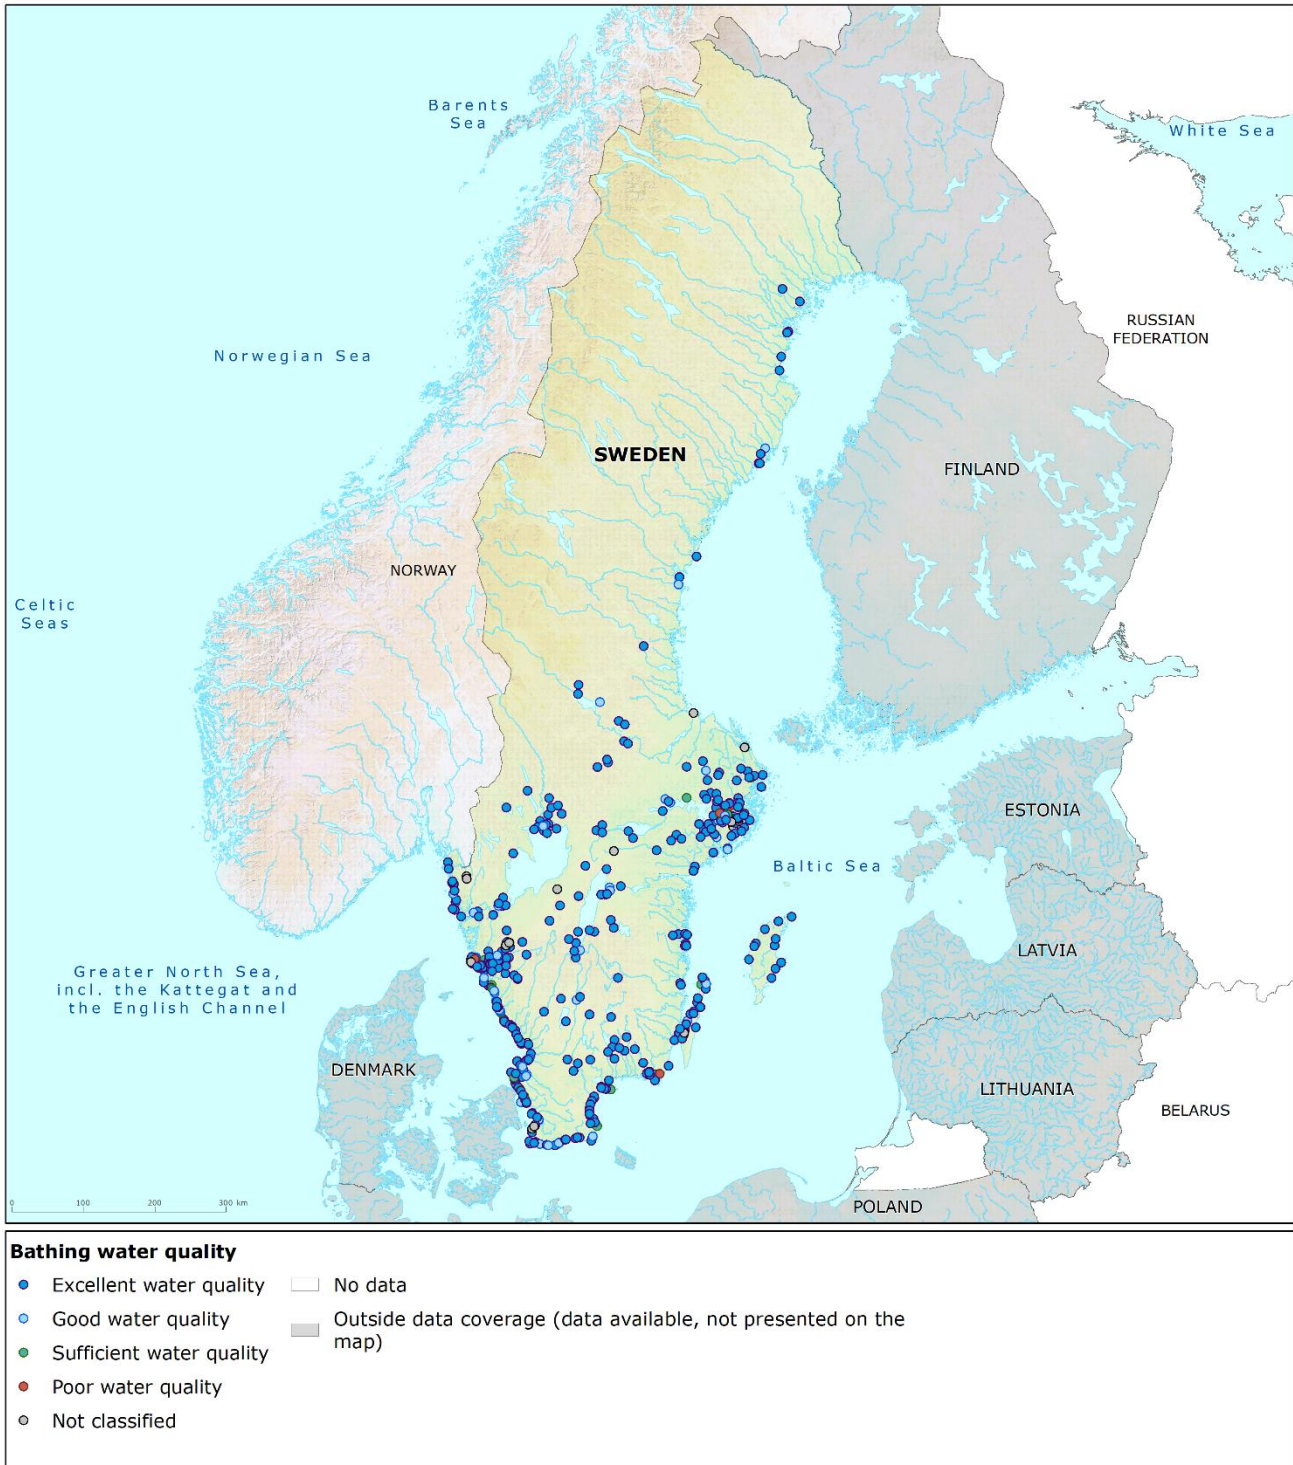 Barents
Sea
White Sea
RUSSIAN
FEDERATION
Norwegian Sea
SWEDEN
FINLAND
NORWAY
Celtic
Seas
ESTONIA
Baltic Sea
LATVIA
Greater North Sea,
incl. the Kattegat and
the English Channel
DENMARK
LITHUANIA
BELARUS
POLAND
0 100 200 300 km
Bathing water quality
Excellent water quality
Good water quality
Sufficient water quality
Poor water quality
Not classified
No data
Outside data coverage (data available, not presented on the
map)